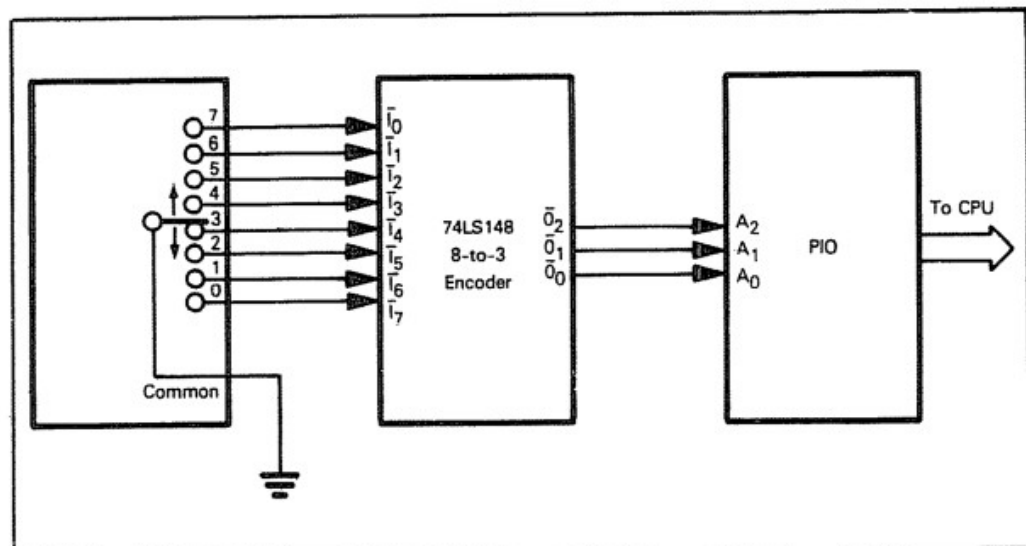 7
6
5
4
3
2
1
0
Common
Ī0
Ī1
Ī2
Ī3
Ī4
Ī5
Ī6
Ī7
74LS148
8-to-3
Encoder
Ō2
Ō1
Ō0
A2
A1
A0
PIO
To CPU